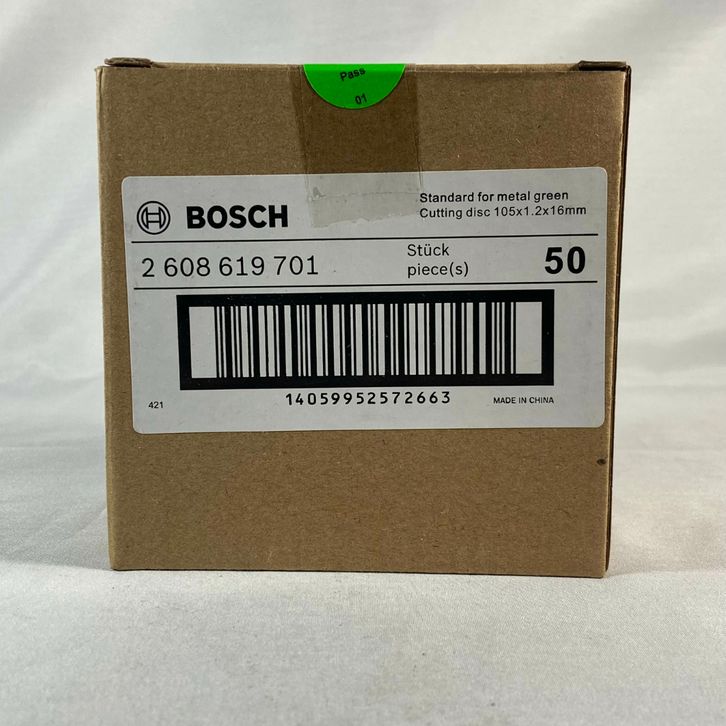 Pass
01
BOSCH
Standard for metal green
Cutting disc 105x1.2x16mm
2 608 619 701
Stück
piece(s)
50
14059952572663
421
MADE IN CHINA